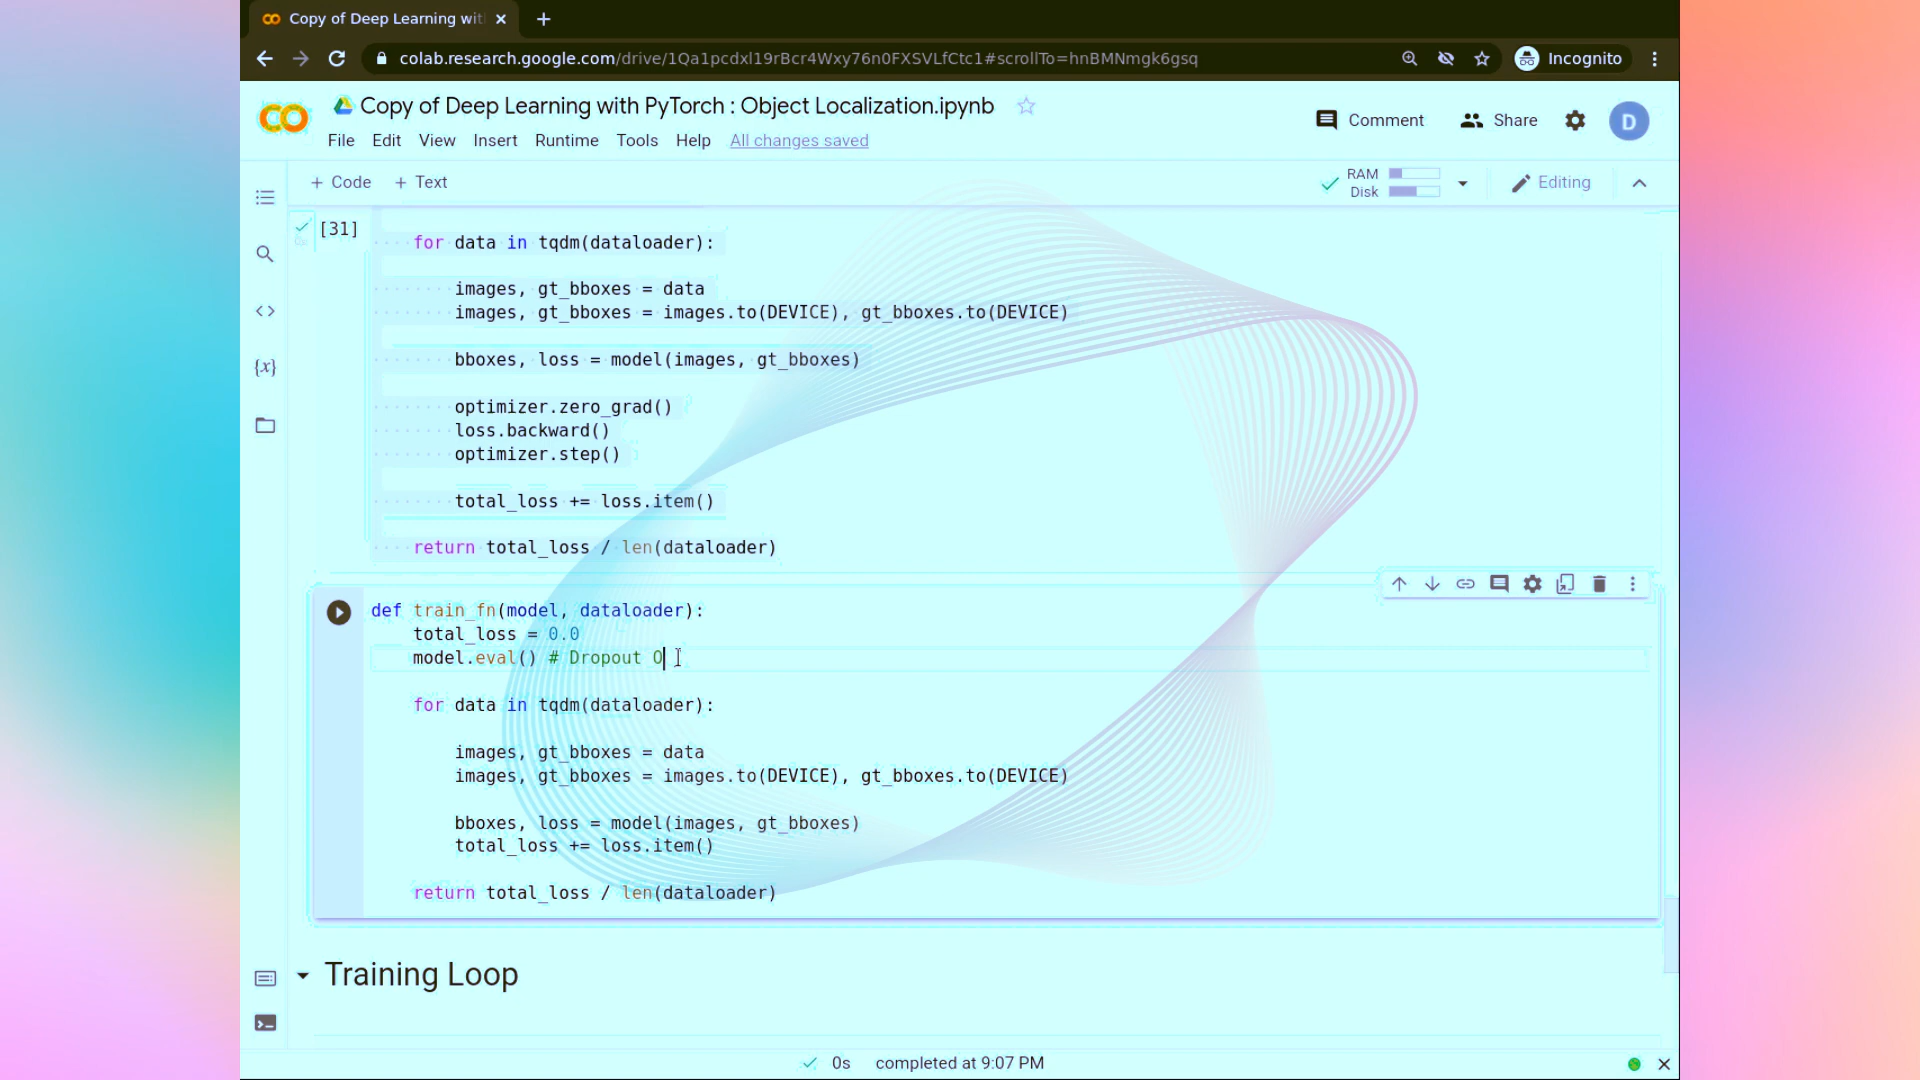 Copy of Deep Learning wit
colab.research.google.com/drive/1Qa1pcdxl19rBcr4Wxy76n0FXSVLfCtc1#scrollTo=hnBMNmgk6gsq
Incognito
Copy of Deep Learning with PyTorch : Object Localization.ipynb
Comment
Share
D
File Edit View Insert Runtime Tools Help All changes saved
+ Code + Text
RAM
Disk
Editing
[31]
for data in tqdm(dataloader):
images, gt_bboxes = data
images, gt_bboxes = images.to(DEVICE), gt_bboxes.to(DEVICE)
bboxes, loss = model(images, gt_bboxes)
optimizer.zero_grad()
loss.backward()
optimizer.step()
total_loss += loss.item()
return total_loss / len(dataloader)
def train_fn(model, dataloader):
total_loss = 0.0
model.eval() # Dropout O
for data in tqdm(dataloader):
images, gt_bboxes = data
images, gt_bboxes = images.to(DEVICE), gt_bboxes.to(DEVICE)
bboxes, loss = model(images, gt_bboxes)
total_loss += loss.item()
return total_loss / len(dataloader)
Training Loop
0s completed at 9:07 PM